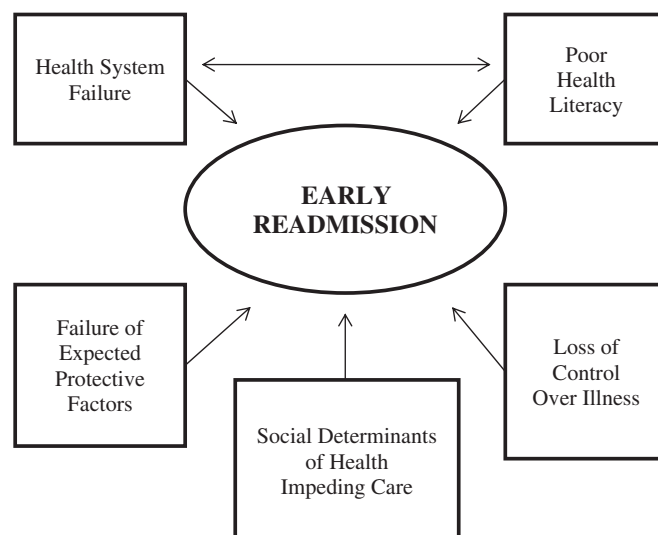 Health System
Failure
Poor
Health
Literacy
EARLY
READMISSION
Failure of
Expected
Protective
Factors
Social Determinants
of Health
Impeding Care
Loss of
Control
Over Illness